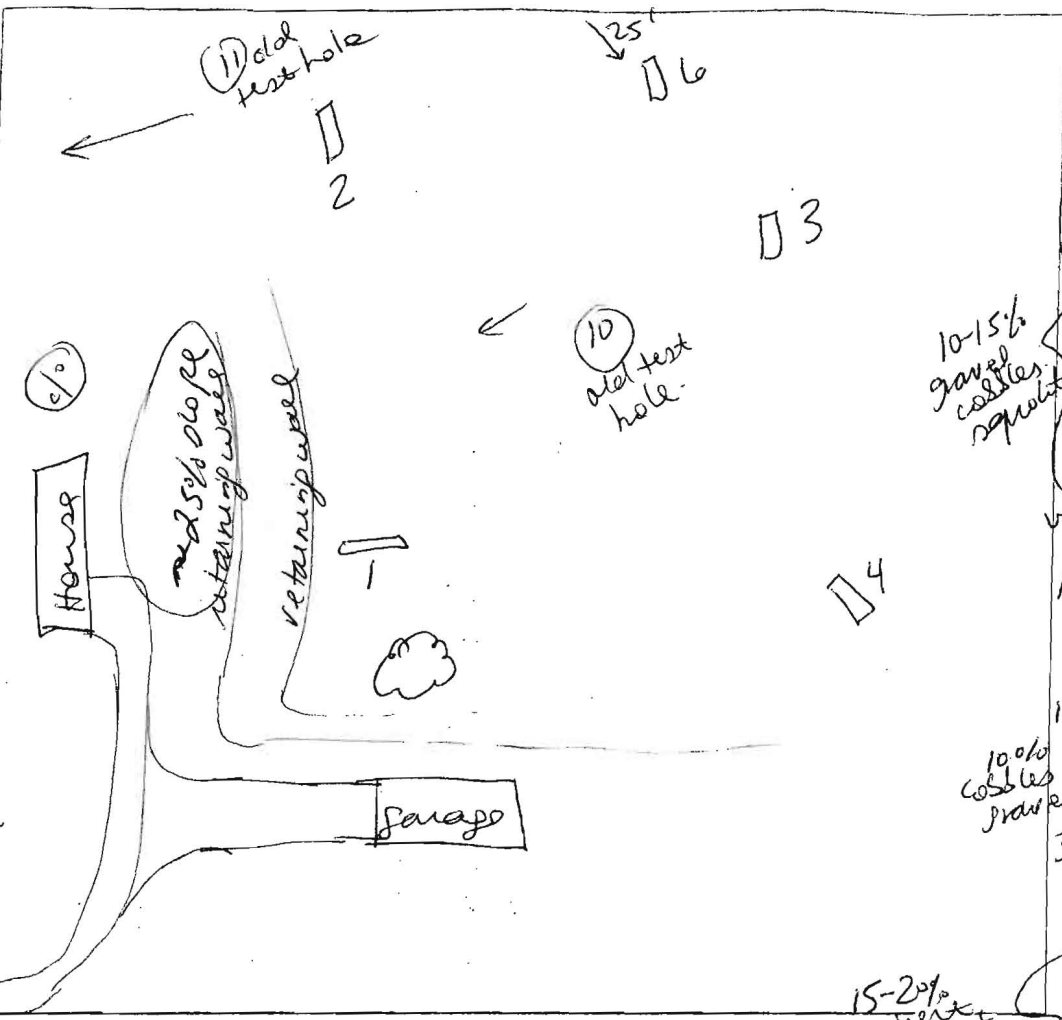 11 old
test hole
25'
6
2
3
10
old test
hole.
c/o
~25% slope
retaining wall
retaining wall
House
1
4
garage
10-15%
gravel
cobbles
10%
cobbles
15-20%